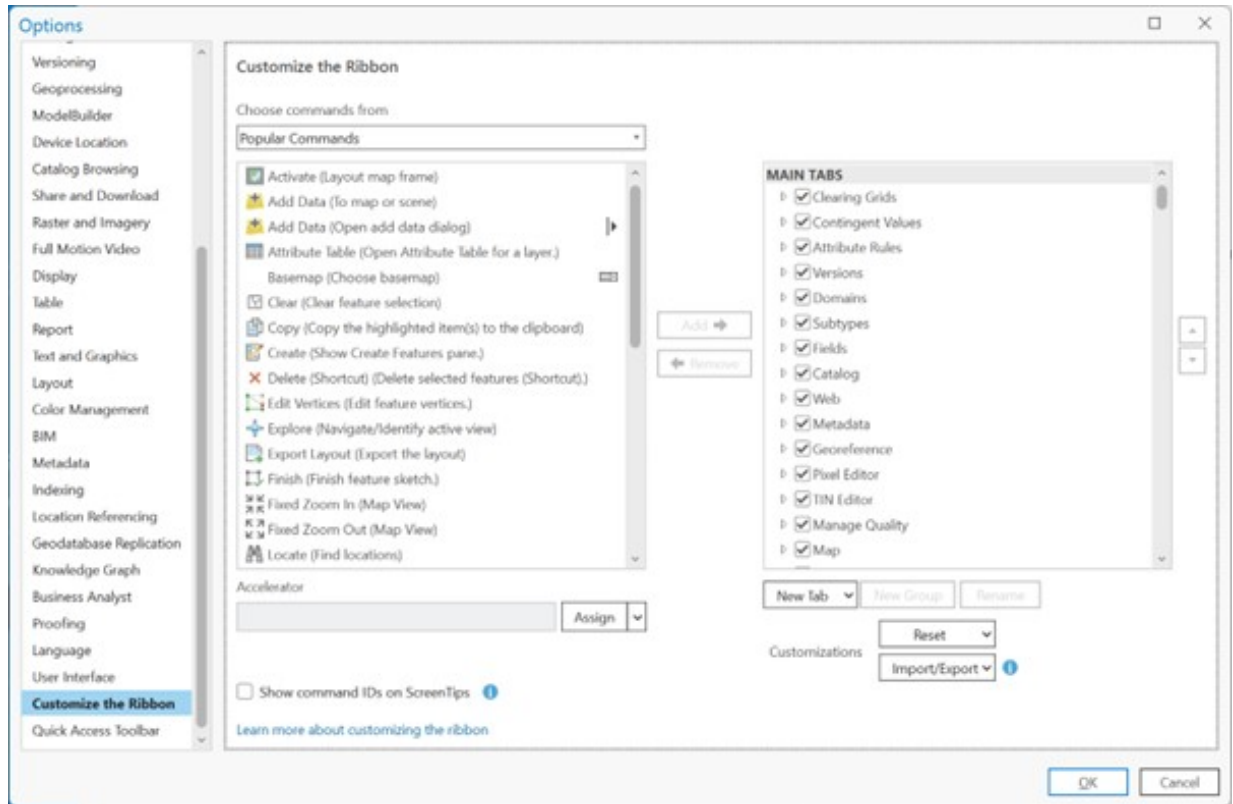 Options
Versioning
Geoprocessing
ModelBuilder
Device Location
Catalog Browsing
Share and Download
Raster and Imagery
Full Motion Video
Display
Table
Report
Text and Graphics
Layout
Color Management
BIM
Metadata
Indexing
Location Referencing
Geodatabase Replication
Knowledge Graph
Business Analyst
Proofing
Language
User Interface
Customize the Ribbon
Quick Access Toolbar
Customize the Ribbon
Choose commands from
Popular Commands
Activate (Layout map frame)
Add Data (To map or scene)
Add Data (Open add data dialog)
Attribute Table (Open Attribute Table for a layer.)
Basemap (Choose basemap)
Clear (Clear feature selection)
Copy (Copy the highlighted item(s) to the clipboard)
Create (Show Create Features pane.)
Delete (Shortcut) (Delete selected features (Shortcut).)
Edit Vertices (Edit feature vertices.)
Explore (Navigate/Identify active view)
Export Layout (Export the layout)
Finish (Finish feature sketch.)
Fixed Zoom In (Map View)
Fixed Zoom Out (Map View)
Locate (Find locations)
Accelerator
Assign
Show command IDs on ScreenTips
Learn more about customizing the ribbon
Add
Remove
MAIN TABS
Clearing Grids
Contingent Values
Attribute Rules
Versions
Domains
Subtypes
Fields
Catalog
Web
Metadata
Georeference
Pixel Editor
TIN Editor
Manage Quality
Map
New Tab
New Group
Rename
Customizations
Reset
Import/Export
OK
Cancel